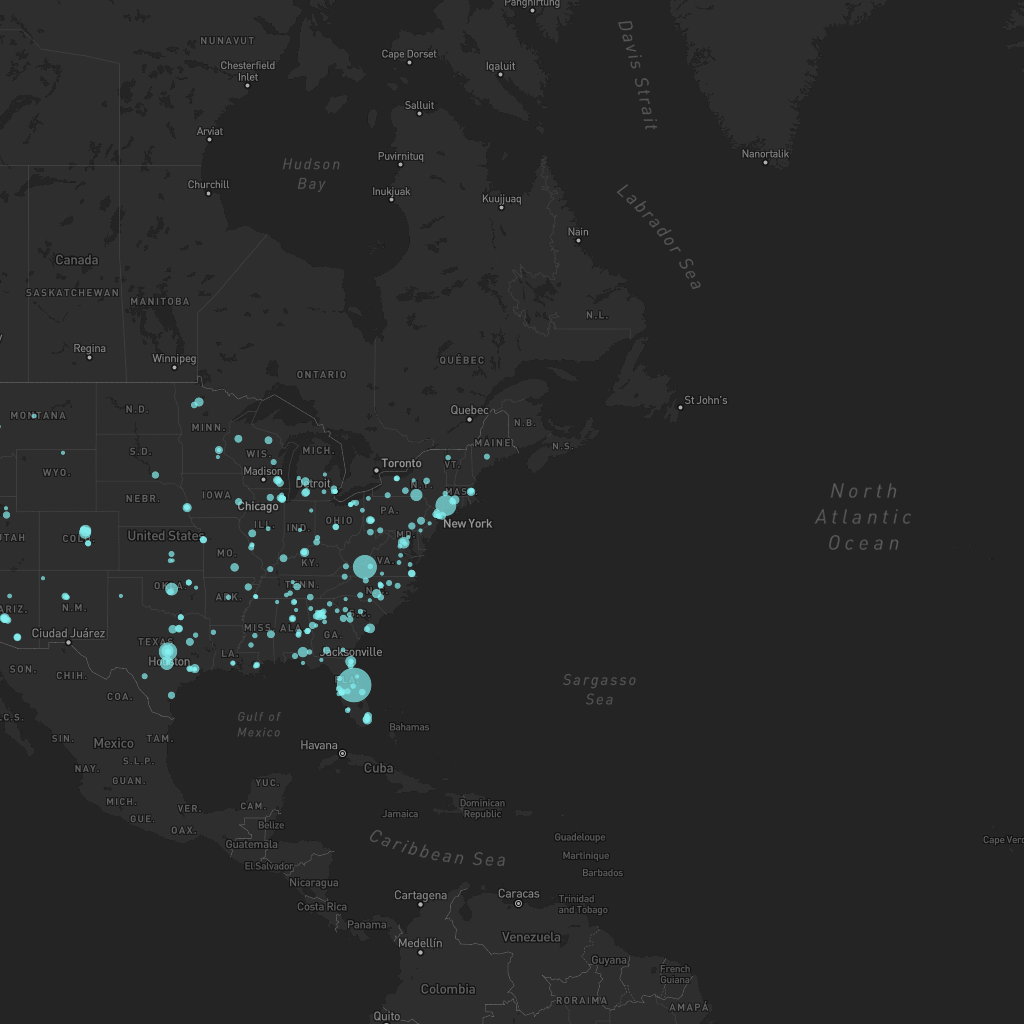 Pangnirtung
NUNAVUT
Cape Dorset
Davis Strait
Chesterfield
Inlet
Iqaluit
Salluit
Arviat
Nanortalik
Hudson
Bay
Puvirnituq
Churchill
Inukjuak
Kuujjuaq
Labrador Sea
Nain
Canada
SASKATCHEWAN
MANITOBA
N.L.
Regina
Winnipeg
QUÉBEC
ONTARIO
St John's
MONTANA
N.D.
Quebec
MINN.
N.B.
MAINE
N.S.
S.D.
WIS.
MICH.
Toronto
VT.
WYO.
Madison
Detroit
N.Y.
MASS.
North
Atlantic
Ocean
NEBR.
IOWA
Chicago
PA.
OHIO
New York
ILL.
IND.
UTAH
COL.
United States
MD.
MO.
KY.
VA.
OKLA.
TENN.
N.C.
ARIZ.
N.M.
ARK.
S.C.
Ciudad Juárez
MISS.
ALA.
GA.
TEXAS
LA.
Jacksonville
Houston
SON.
CHIH.
Sargasso
Sea
COA.
B.C.S.
Gulf of
Mexico
Bahamas
SIN.
Mexico
TAM.
Havana
S.L.P.
NAY.
Cuba
GUAN.
YUC.
MICH.
VER.
CAM.
Dominican
Republic
GUE.
Jamaica
OAX.
Belize
Caribbean Sea
Guadeloupe
Guatemala
Martinique
Cape Verd
El Salvador
Barbados
Nicaragua
Cartagena
Caracas
Costa Rica
Trinidad
and Tobago
Panama
Medellín
Venezuela
Guyana
French
Guiana
Colombia
RORAIMA
AMAPÁ
Quito